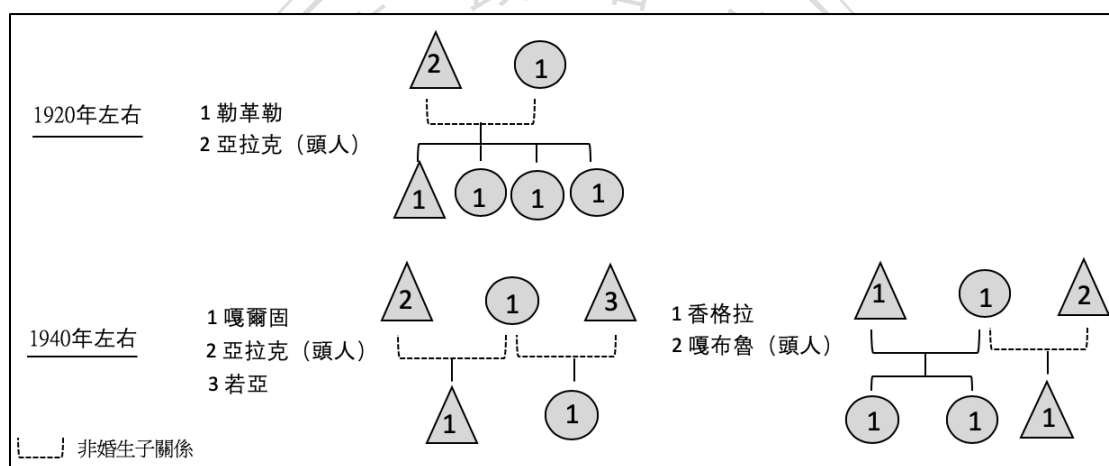 2 1
1920年左右
1 勒革勒
2 亞拉克（頭人）
1 1 1 1
2 1 3
1 1 2
1940年左右
1 嘎爾固
2 亞拉克（頭人）
3 若亞
1 香格拉
2 嘎布魯（頭人）
1 1
1 1 1
非婚生子關係